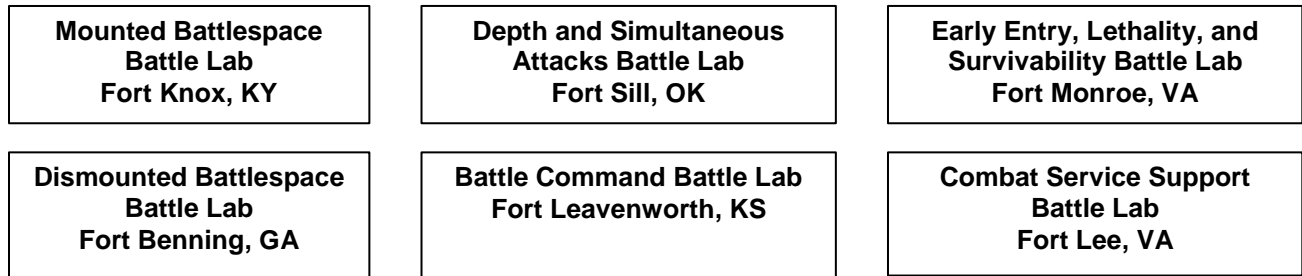 Mounted Battlespace
Battle Lab
Fort Knox, KY
Depth and Simultaneous
Attacks Battle Lab
Fort Sill, OK
Early Entry, Lethality, and
Survivability Battle Lab
Fort Monroe, VA
Dismounted Battlespace
Battle Lab
Fort Benning, GA
Battle Command Battle Lab
Fort Leavenworth, KS
Combat Service Support
Battle Lab
Fort Lee, VA